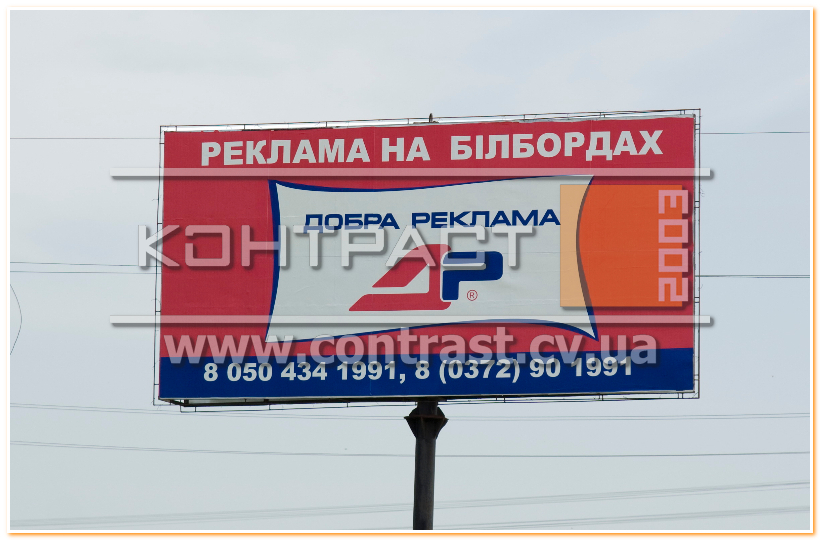 РЕКЛАМА НА БІЛБОРДАХ
ДОБРА РЕКЛАМА
КОНТРАСТ
2003
ДР®
www.contrast.cv.ua
8 050 434 1991, 8 (0372) 90 1991